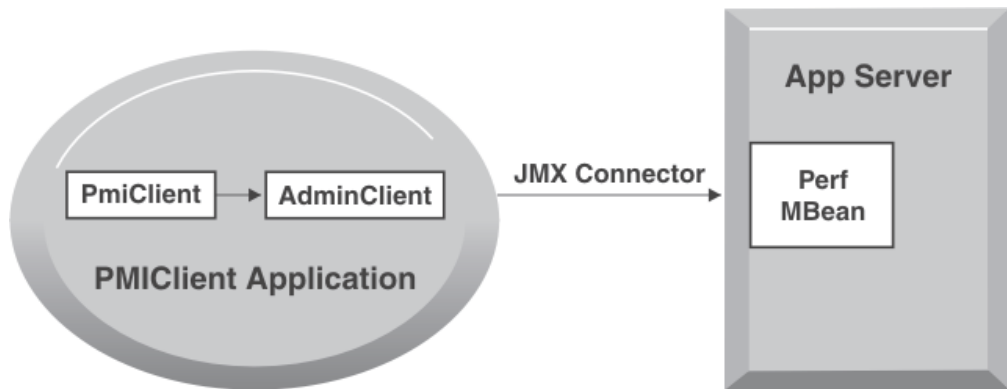 App Server
PmiClient
AdminClient
JMX Connector
Perf
MBean
PMIClient Application